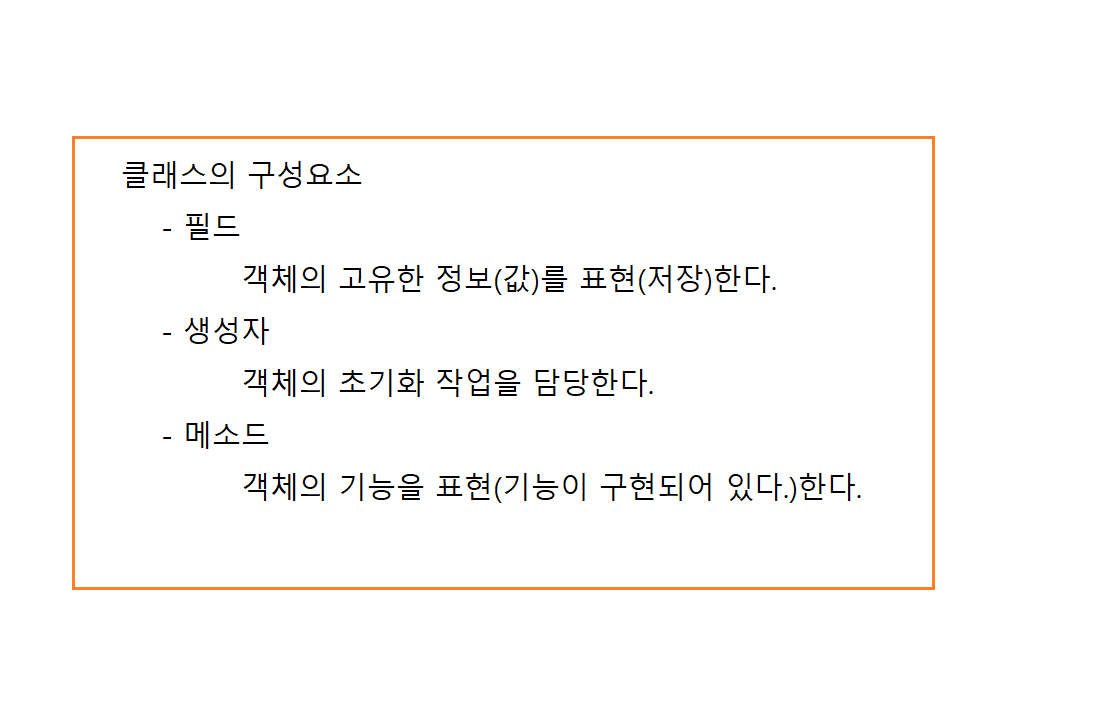 클래스의 구성요소
- 필드
객체의 고유한 정보(값)를 표현(저장)한다.
- 생성자
객체의 초기화 작업을 담당한다.
- 메소드
객체의 기능을 표현(기능이 구현되어 있다.)한다.